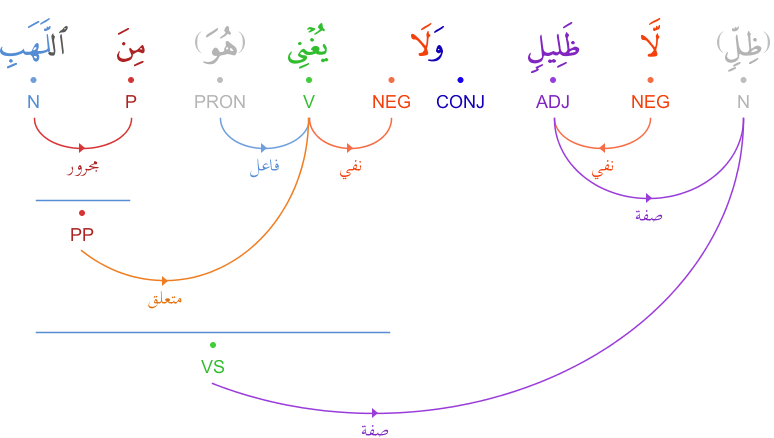 (ظِلٍّ) لَّا ظَلِيلٍ وَلَا يُغْنِى (هُوَ) مِنَ ٱللَّهَبِ
N NEG ADJ CONJ NEG V PRON P N
نفي نفي فاعل مجرور
صفة
PP
متعلق
VS
صفة